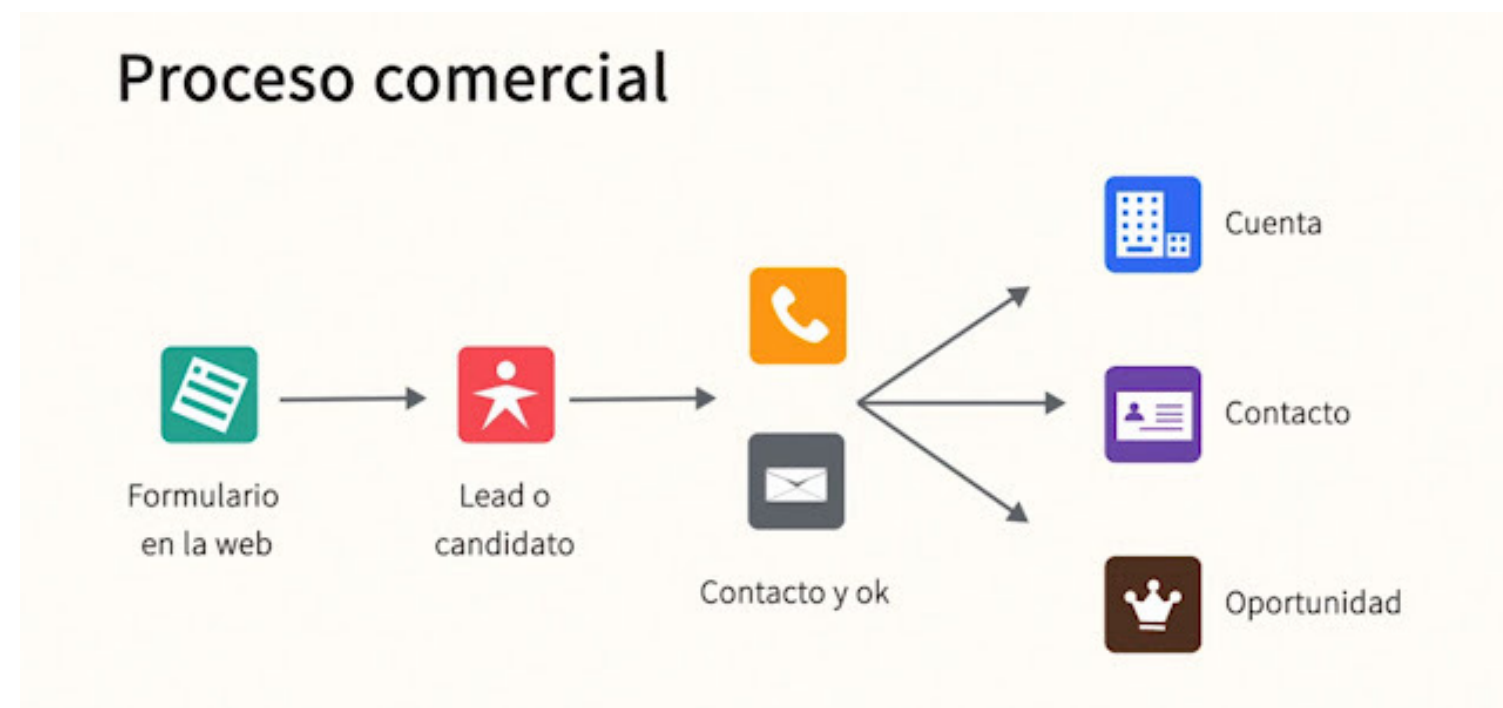 Proceso comercial
Formulario
en la web
Lead o
candidato
Contacto y ok
Cuenta
Contacto
Oportunidad